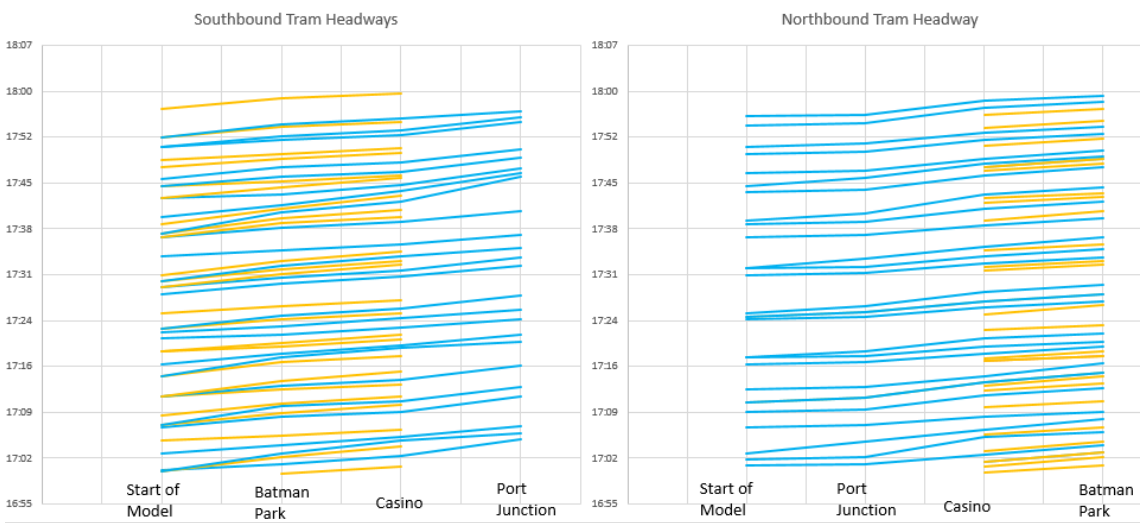 Southbound Tram Headways
18:07
18:00
17:52
17:45
17:38
17:31
17:24
17:16
17:09
17:02
16:55
Start of
Model
Batman
Park
Casino
Port
Junction
Northbound Tram Headway
18:07
18:00
17:52
17:45
17:38
17:31
17:24
17:16
17:09
17:02
16:55
Start of
Model
Port
Junction
Casino
Batman
Park